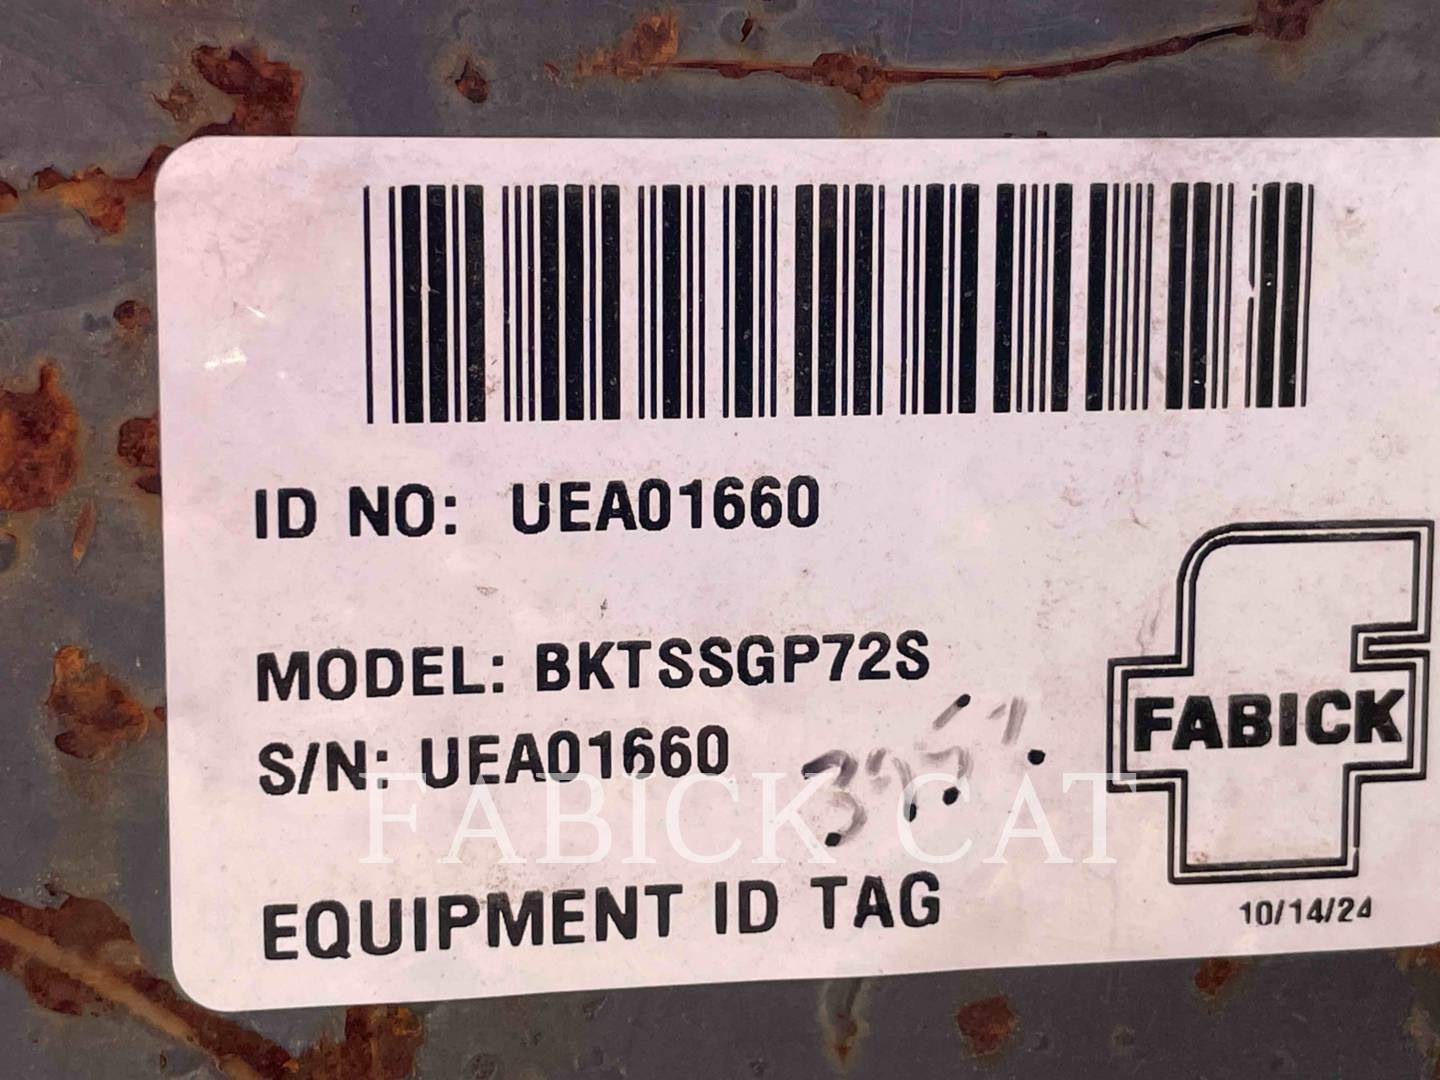 ID NO: UEA01660
MODEL: BKTSSGP72S
S/N: UEA01660
FABICK
FABICK CAT
EQUIPMENT ID TAG
10/14/24